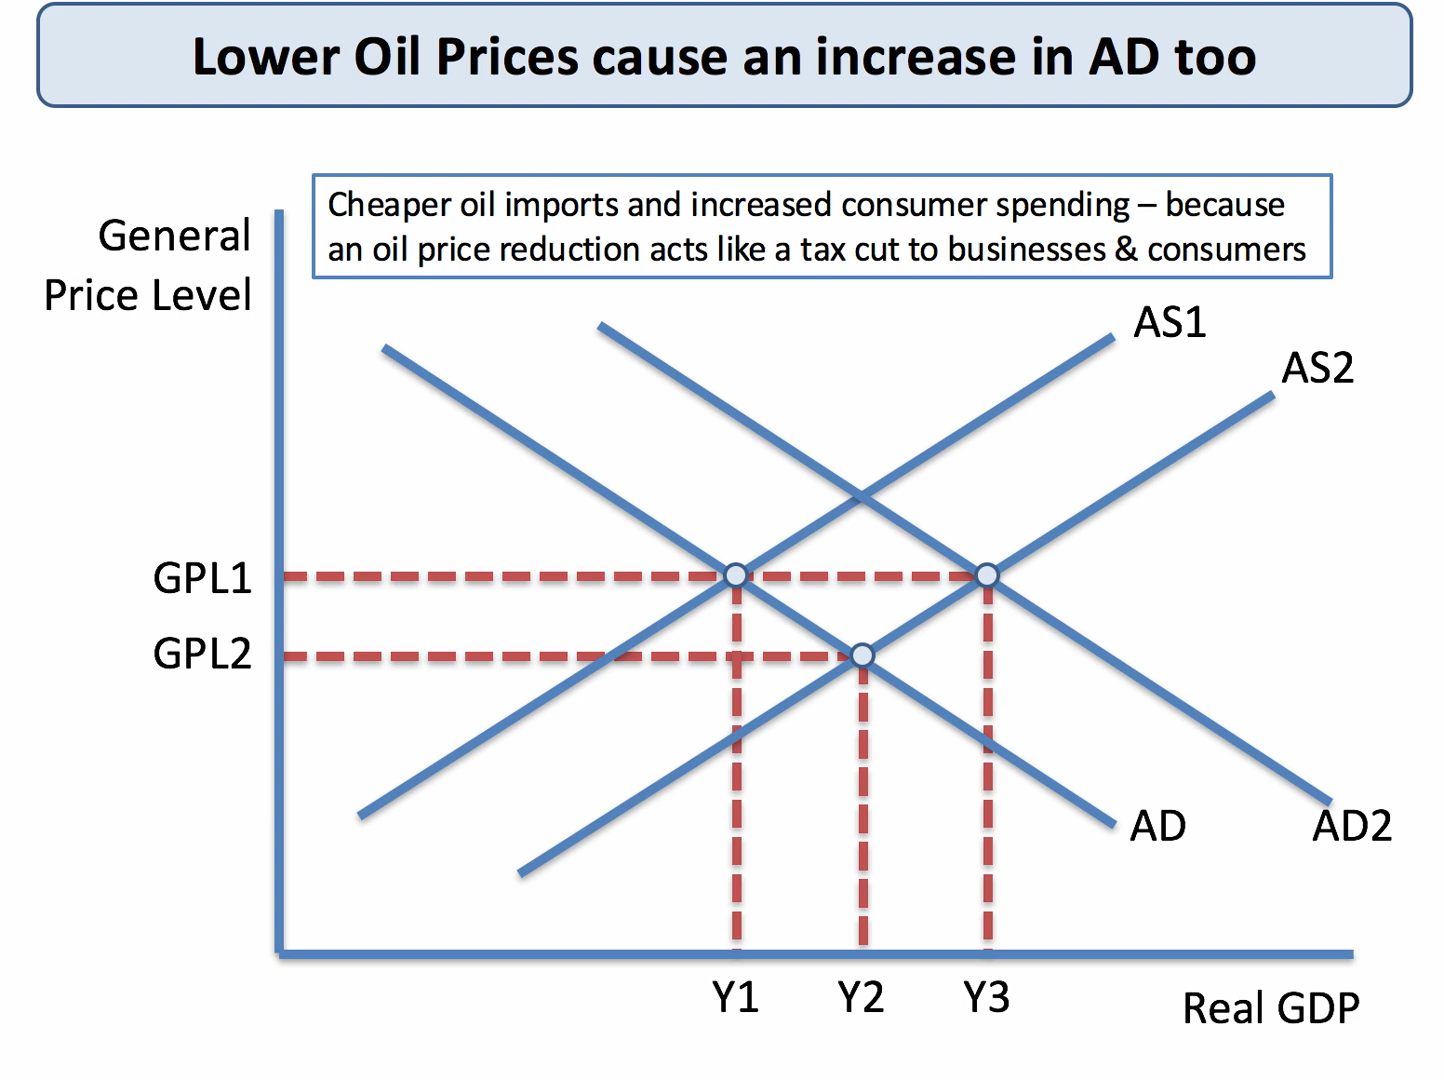 Lower Oil Prices cause an increase in AD too
Cheaper oil imports and increased consumer spending – because
an oil price reduction acts like a tax cut to businesses & consumers
General
Price Level
AS1
AS2
GPL1
GPL2
AD
AD2
Y1
Y2
Y3
Real GDP